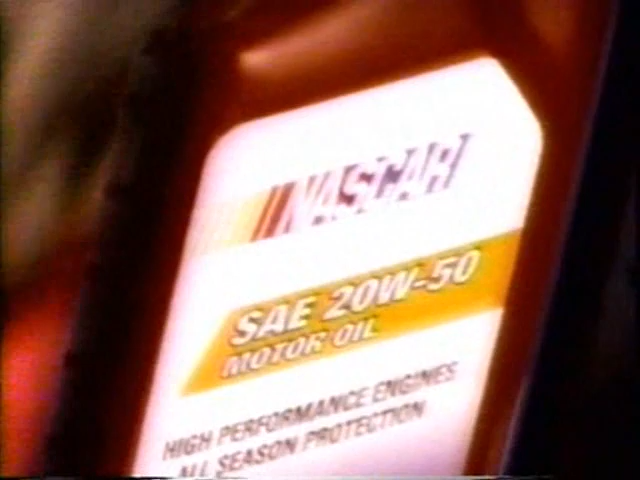 NASCAR
SAE 20W-50
MOTOR OIL
HIGH PERFORMANCE ENGINES
ALL SEASON PROTECTION